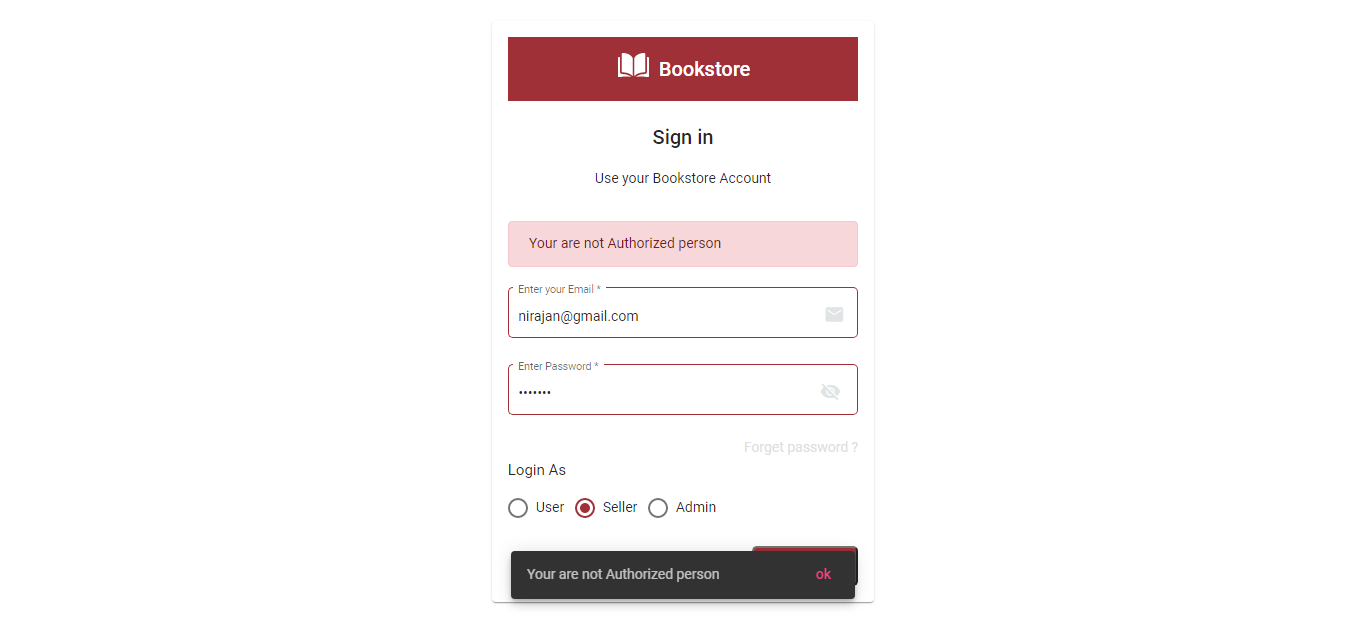 Bookstore
Sign in
Use your Bookstore Account
Your are not Authorized person
Enter your Email *
nirajan@gmail.com
Enter Password *
•••••••
Forget password ?
Login As
User Seller Admin
Your are not Authorized person ok